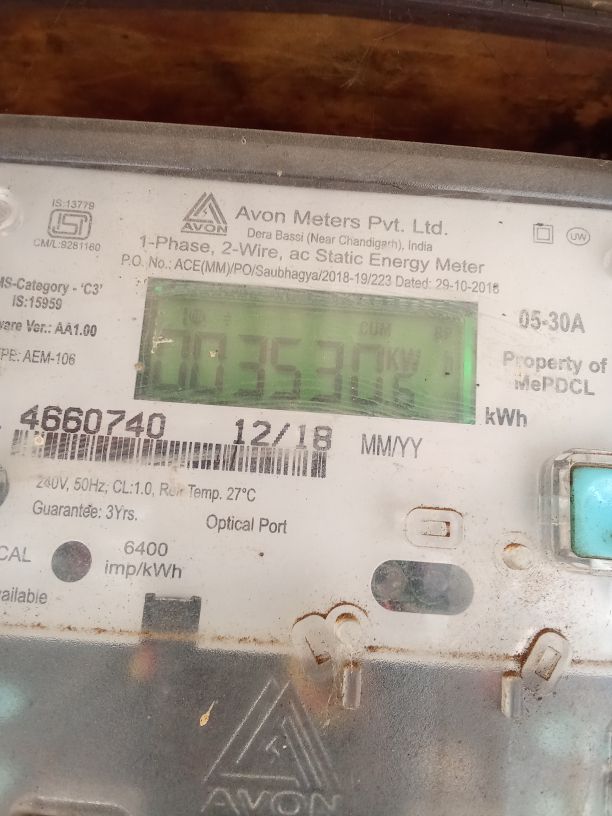 IS:13779
ISI
CM/L:9281160
AVON
Avon Meters Pvt. Ltd.
Dera Bassi (Near Chandigarh), India
UW
1-Phase, 2-Wire, ac Static Energy Meter
P.O. No.: ACE(MM)/PO/Saubhagya/2018-19/223 Dated: 29-10-2018
MS-Category - 'C3'
IS:15959
ware Ver.: AA1.00
PE: AEM-106
CUM
KW
05-30A
Property of
MePDCL
kWh
4660740 12/18 MM/YY
240V, 50Hz, CL:1.0, Ref Temp. 27°C
Guarantee: 3Yrs.
Optical Port
CAL
6400
imp/kWh
vailable
AVON